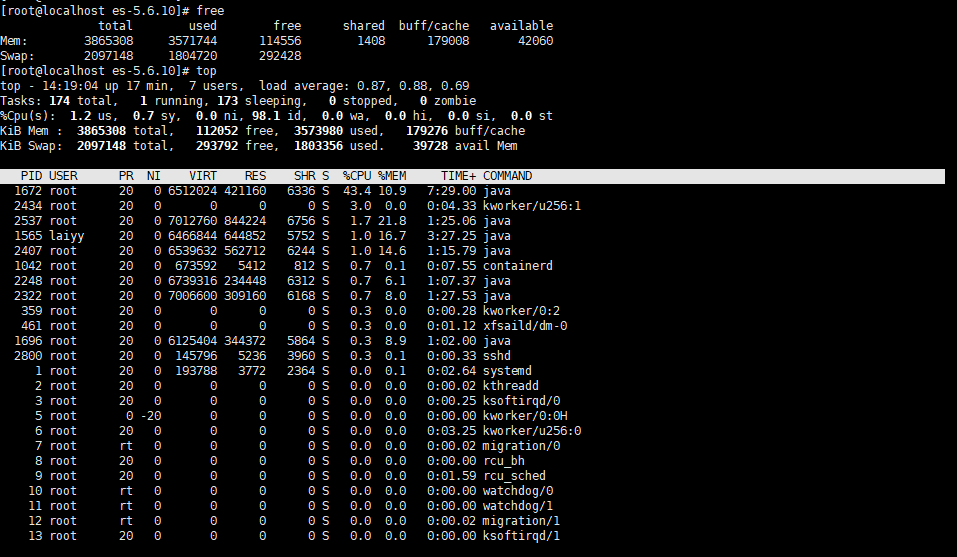 [root@localhost es-5.6.10]# free
              total        used        free      shared  buff/cache   available
Mem:        3865308     3571744      114556        1408      179008       42060
Swap:       2097148     1804720      292428
[root@localhost es-5.6.10]# top
top - 14:19:04 up 17 min,  7 users,  load average: 0.87, 0.88, 0.69
Tasks: 174 total,   1 running, 173 sleeping,   0 stopped,   0 zombie
%Cpu(s):  1.2 us,  0.7 sy,  0.0 ni, 98.1 id,  0.0 wa,  0.0 hi,  0.0 si,  0.0 st
KiB Mem :  3865308 total,   112052 free,  3573980 used,   179276 buff/cache
KiB Swap:  2097148 total,   293792 free,  1803356 used.    39728 avail Mem
   PID USER      PR  NI    VIRT    RES    SHR S  %CPU %MEM     TIME+ COMMAND
  1672 root      20   0 6512024 421160   6336 S  43.4 10.9   7:29.00 java
  2434 root      20   0       0      0      0 S   3.0  0.0   0:04.33 kworker/u256:1
  2537 root      20   0 7012760 844224   6756 S   1.7 21.8   1:25.06 java
  1565 laiyy     20   0 6466844 644852   5752 S   1.0 16.7   3:27.25 java
  2407 root      20   0 6539632 562712   6244 S   1.0 14.6   1:15.79 java
  1042 root      20   0  673592   5412    812 S   0.7  0.1   0:07.55 containerd
  2248 root      20   0 6739316 234448   6312 S   0.7  6.1   1:07.37 java
  2322 root      20   0 7006600 309160   6168 S   0.7  8.0   1:27.53 java
   359 root      20   0       0      0      0 S   0.3  0.0   0:00.28 kworker/0:2
   461 root      20   0       0      0      0 S   0.3  0.0   0:01.12 xfsaild/dm-0
  1696 root      20   0 6125404 344372   5864 S   0.3  8.9   1:02.00 java
  2800 root      20   0  145796   5236   3960 S   0.3  0.1   0:00.33 sshd
     1 root      20   0  193788   3772   2364 S   0.0  0.1   0:02.64 systemd
     2 root      20   0       0      0      0 S   0.0  0.0   0:00.02 kthreadd
     3 root      20   0       0      0      0 S   0.0  0.0   0:00.25 ksoftirqd/0
     5 root       0 -20       0      0      0 S   0.0  0.0   0:00.00 kworker/0:0H
     6 root      20   0       0      0      0 S   0.0  0.0   0:03.25 kworker/u256:0
     7 root      rt   0       0      0      0 S   0.0  0.0   0:00.02 migration/0
     8 root      20   0       0      0      0 S   0.0  0.0   0:00.00 rcu_bh
     9 root      20   0       0      0      0 S   0.0  0.0   0:01.59 rcu_sched
    10 root      rt   0       0      0      0 S   0.0  0.0   0:00.00 watchdog/0
    11 root      rt   0       0      0      0 S   0.0  0.0   0:00.00 watchdog/1
    12 root      rt   0       0      0      0 S   0.0  0.0   0:00.02 migration/1
    13 root      20   0       0      0      0 S   0.0  0.0   0:00.00 ksoftirqd/1